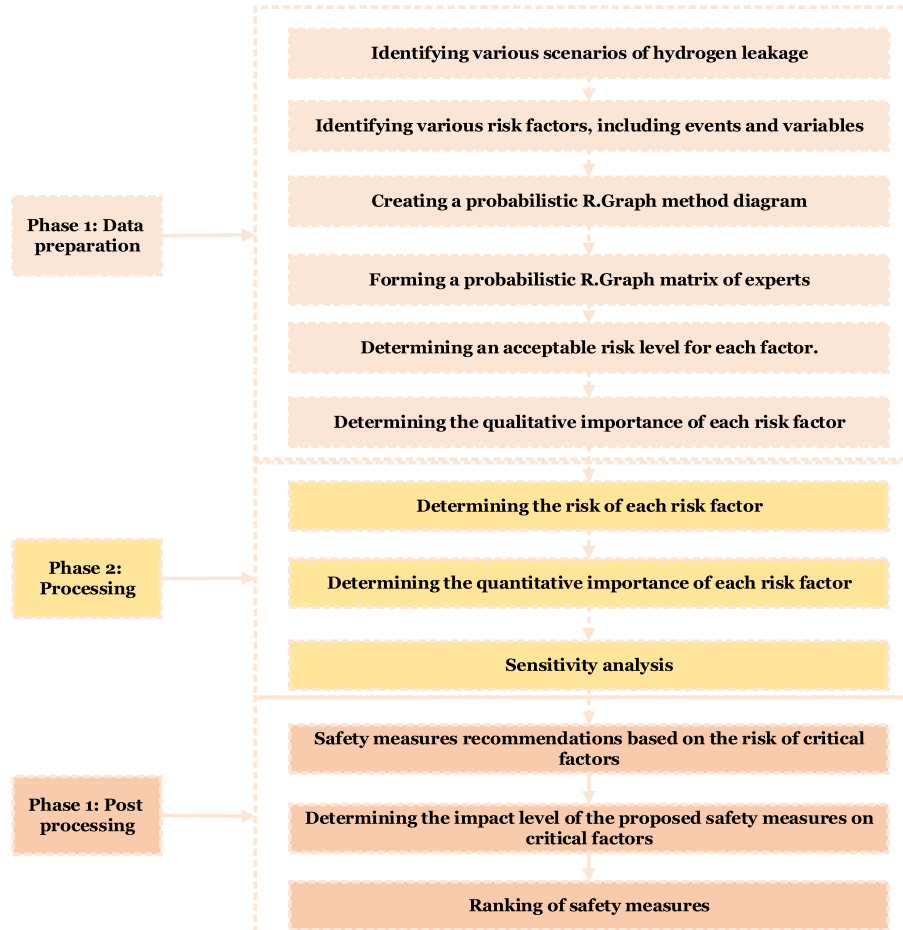 Identifying various scenarios of hydrogen leakage
Identifying various risk factors, including events and variables
Phase 1: Data
preparation
Creating a probabilistic R.Graph method diagram
Forming a probabilistic R.Graph matrix of experts
Determining an acceptable risk level for each factor.
Determining the qualitative importance of each risk factor
Phase 2:
Processing
Determining the risk of each risk factor
Determining the quantitative importance of each risk factor
Sensitivity analysis
Phase 1: Post
processing
Safety measures recommendations based on the risk of critical
factors
Determining the impact level of the proposed safety measures on
critical factors
Ranking of safety measures